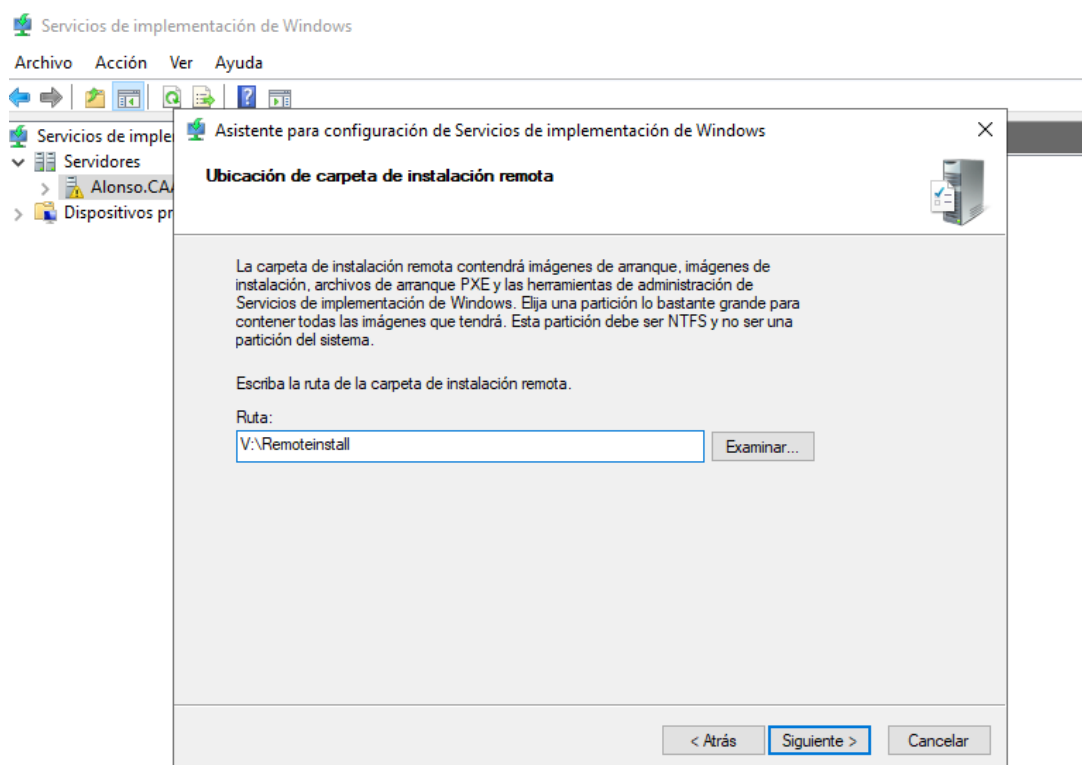 Servicios de implementación de Windows
Archivo Acción Ver Ayuda
Servicios de imple
Asistente para configuración de Servicios de implementación de Windows
Servidores
Ubicación de carpeta de instalación remota
Alonso.CA
Dispositivos pr
La carpeta de instalación remota contendrá imágenes de arranque, imágenes de
instalación, archivos de arranque PXE y las herramientas de administración de
Servicios de implementación de Windows. Elija una partición lo bastante grande para
contener todas las imágenes que tendrá. Esta partición debe ser NTFS y no ser una
partición del sistema.
Escriba la ruta de la carpeta de instalación remota.
Ruta:
V:\Remoteinstall
Examinar...
< Atrás Siguiente > Cancelar